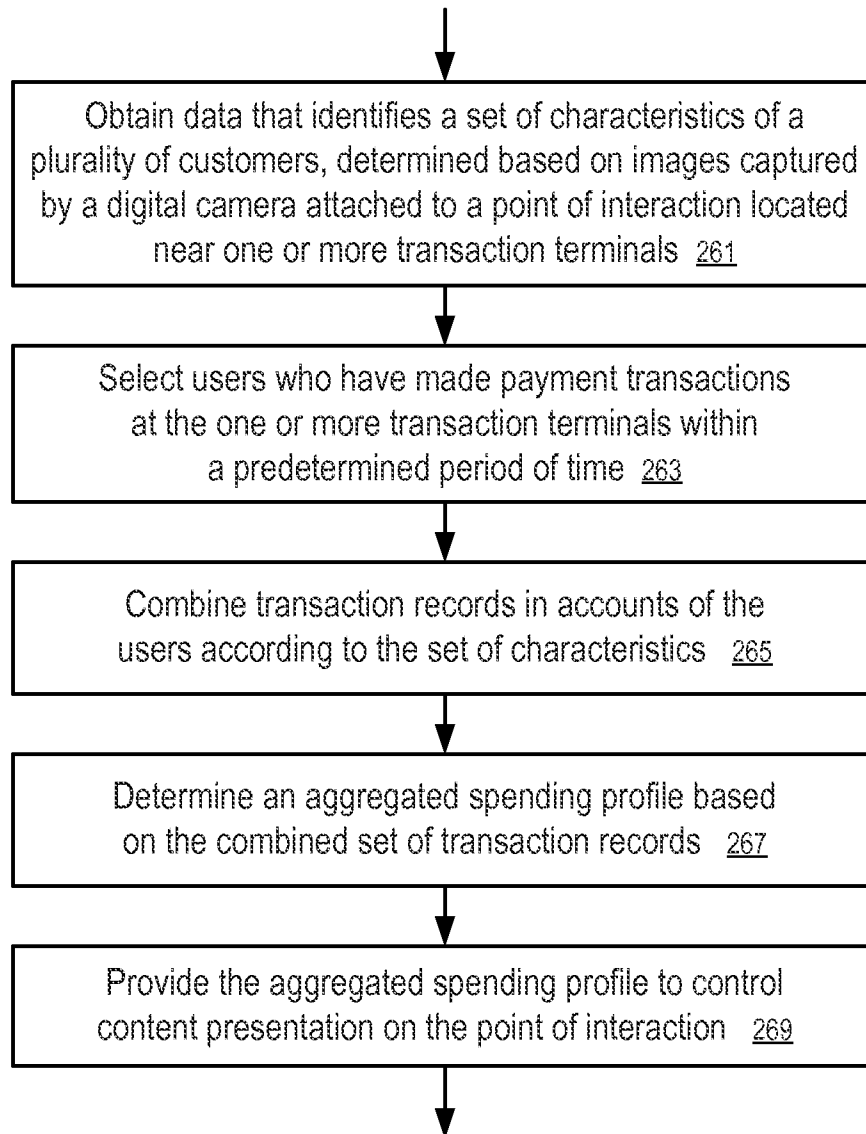 Obtain data that identifies a set of characteristics of a
plurality of customers, determined based on images captured
by a digital camera attached to a point of interaction located
near one or more transaction terminals 261
Select users who have made payment transactions
at the one or more transaction terminals within
a predetermined period of time 263
Combine transaction records in accounts of the
users according to the set of characteristics 265
Determine an aggregated spending profile based
on the combined set of transaction records 267
Provide the aggregated spending profile to control
content presentation on the point of interaction 269